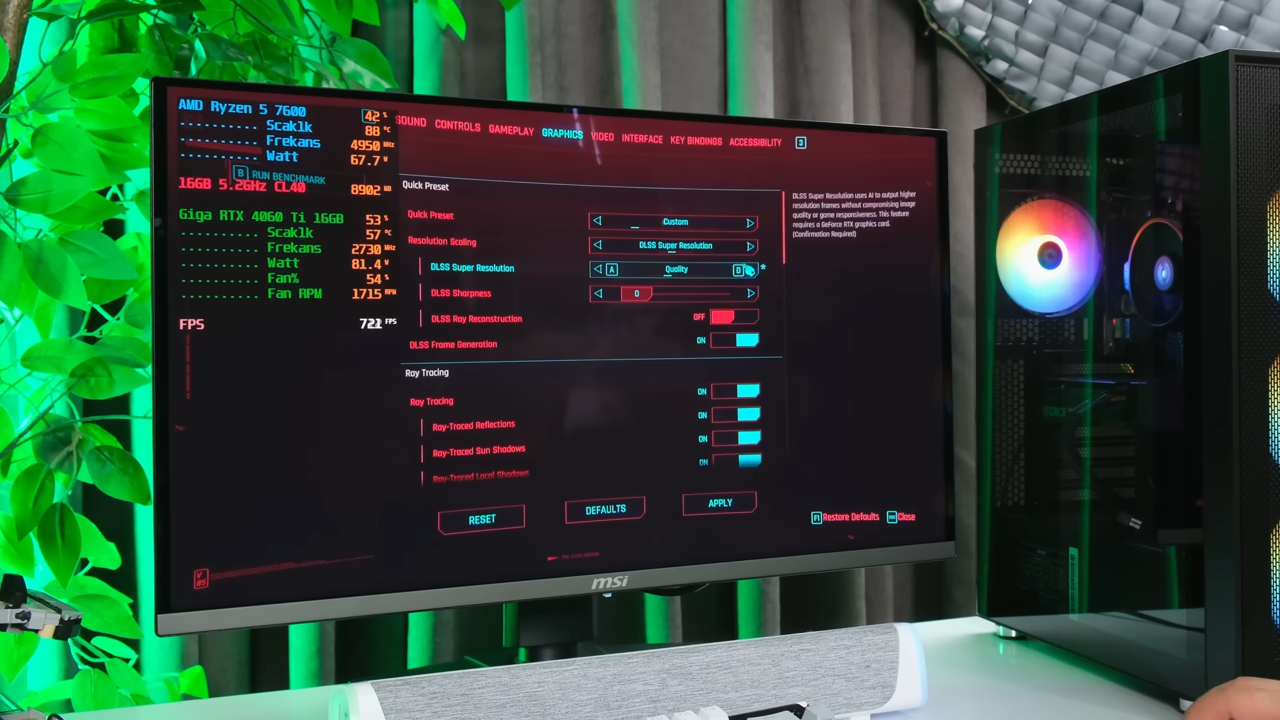 AMD Ryzen 5 7600 42 %
.......... Scaklk 88 °C
.......... Frekans 4950 MHz
.......... Watt 67.7 W
B RUN BENCHMARK
16GB 5.2GHz CL40 8902 MB
Giga RTX 4060 Ti 16GB 53 %
.......... Scaklk 57 °C
.......... Frekans 2730 MHz
.......... Watt 81.4 W
.......... Fan% 54 %
.......... Fan RPM 1715 RPM
FPS FPS
SOUND CONTROLS GAMEPLAY GRAPHICS VIDEO INTERFACE KEY BINDINGS ACCESSIBILITY 3
Quick Preset
Quick Preset Custom
Resolution Scaling DLSS Super Resolution
DLSS Super Resolution A Quality D *
DLSS Sharpness 0
DLSS Ray Reconstruction OFF
DLSS Frame Generation ON
Ray Tracing
Ray Tracing ON
Ray-Traced Reflections ON
Ray-Traced Sun Shadows ON
Ray-Traced Local Shadows ON
DLSS Super Resolution uses AI to output higher
resolution frames without compromising image
quality or game responsiveness. This feature
requires a GeForce RTX graphics card.
(Confirmation Required)
RESET DEFAULTS APPLY
F1 Restore Defaults Close
V
85
msi